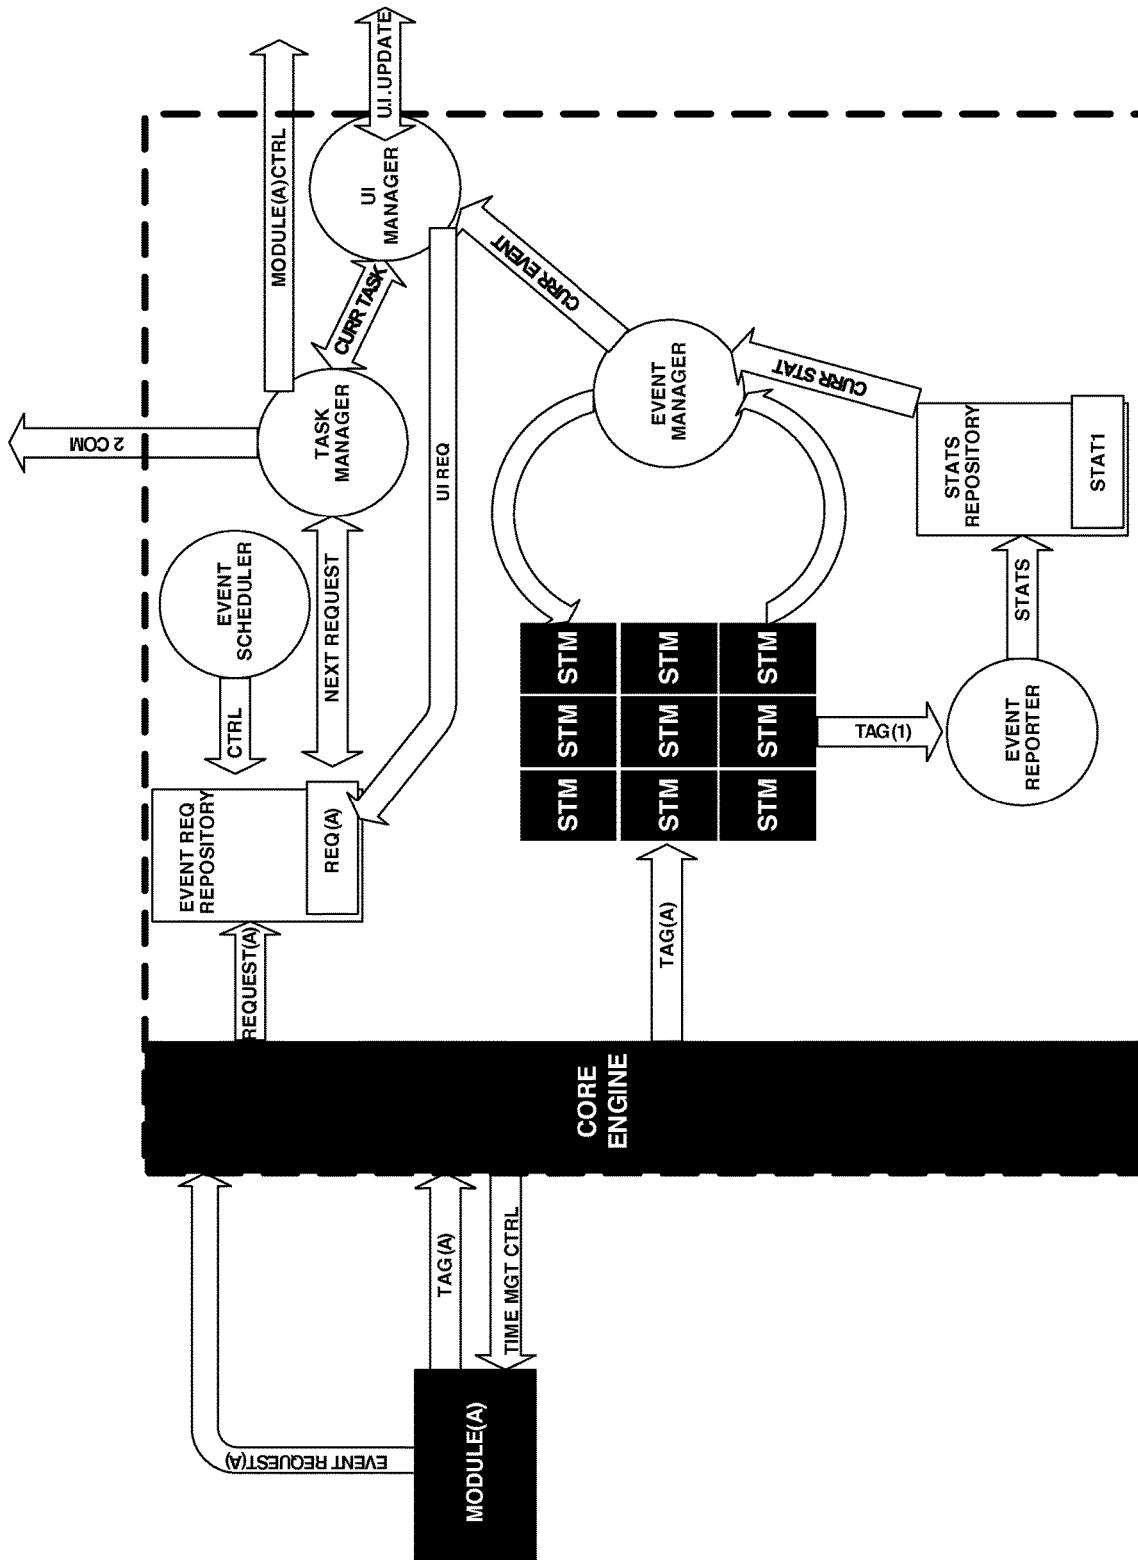 MODULE(A)
EVENT REQUEST(A)
TAG(A)
TIME MGT CTRL
CORE
ENGINE
REQUEST(A)
EVENT REQ
REPOSITORY
REQ(A)
CTRL
EVENT
SCHEDULER
NEXT REQUEST
TASK
MANAGER
2 COM
MODULE(A)CTRL
CURR TASK
UI
MANAGER
U.I.UPDATE
UI REQ
TAG(A)
STM
STM
STM
STM
STM
STM
STM
STM
STM
EVENT
MANAGER
CURR EVENT
CURR STAT
TAG(1)
EVENT
REPORTER
STATS
STATS
REPOSITORY
STAT1